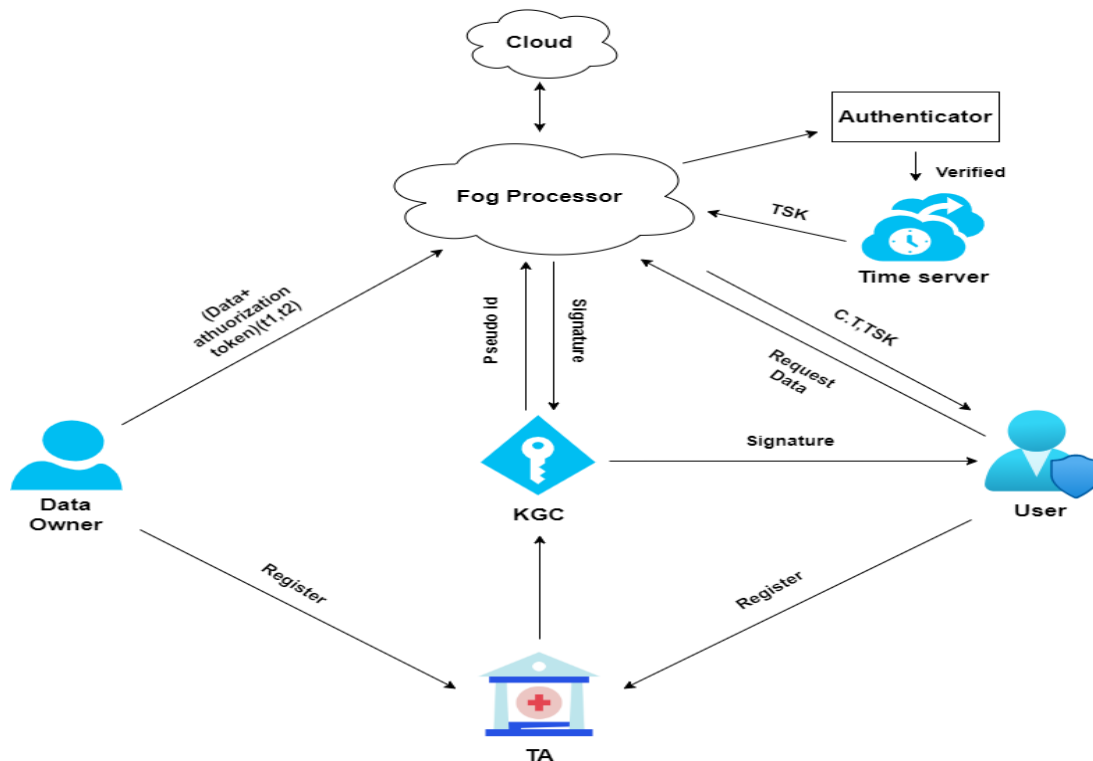 Cloud
Authenticator
Verified
Fog Processor
TSK
Time server
(Data+
athuorization
token)(t1,t2)
Pseudo pi
Signature
C.T,TSK
Request
Data
Signature
Data
Owner
KGC
User
Register
Register
TA